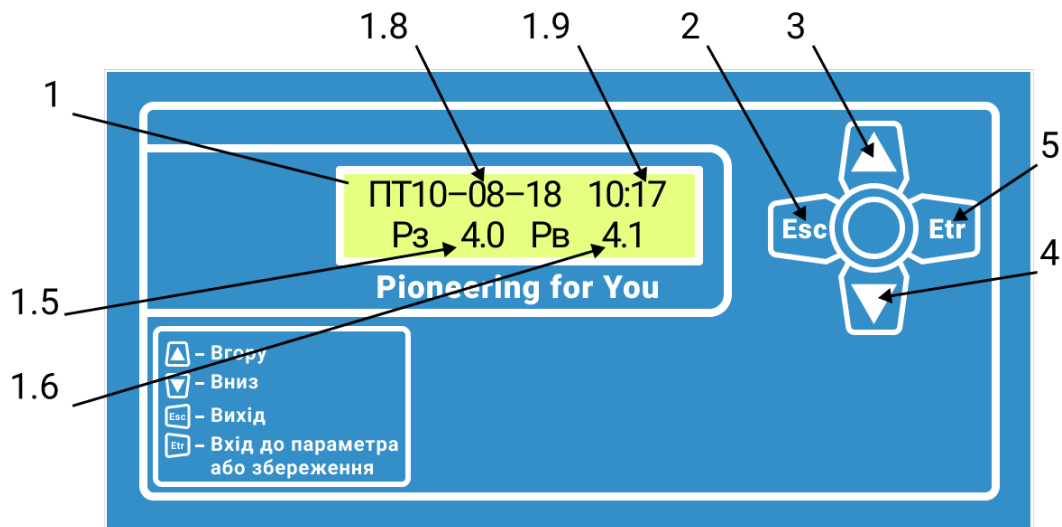 1.8
1.9
2
3
1
5
ПТ10–08–18 10:17
Esc
Etr
Рз 4.0 Рв 4.1
4
Pioneering for You
1.5
– Вгору
1.6
– Вниз
Esc – Вихід
Etr – Вхід до параметра
або збереження